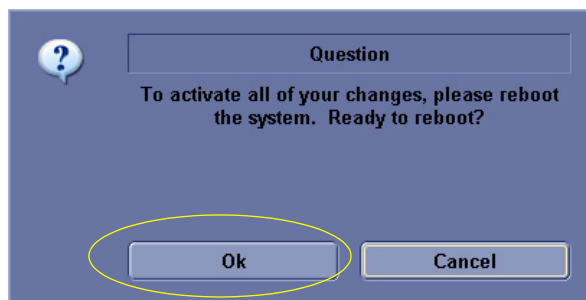 Question
To activate all of your changes, please reboot
the system.  Ready to reboot?
Ok
Cancel